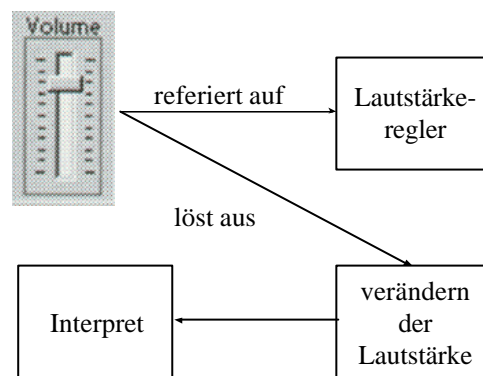 Volume
referiert auf
Lautstärke-
regler
löst aus
Interpret
verändern
der
Lautstärke